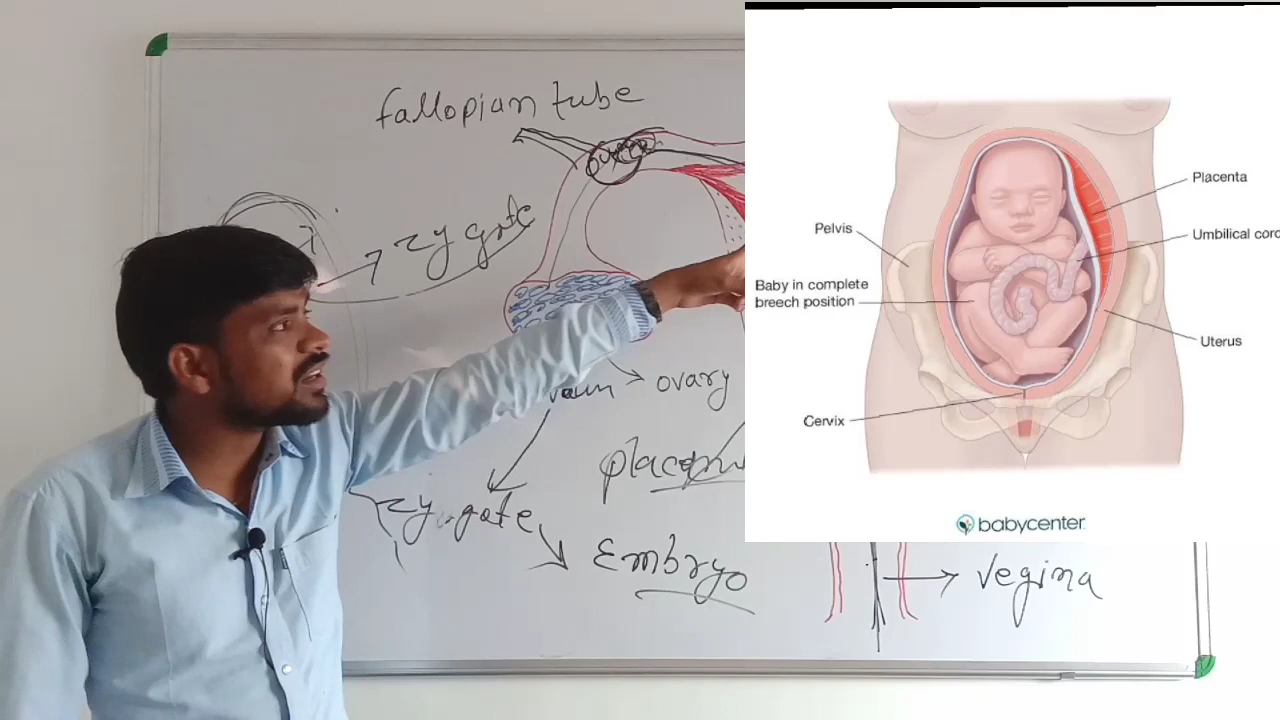 fallopian tube
zygote
ovary
zygote
Embryo
vegina
Placenta
Umbilical cord
Pelvis
Baby in complete
breech position
Uterus
Cervix
babycenter